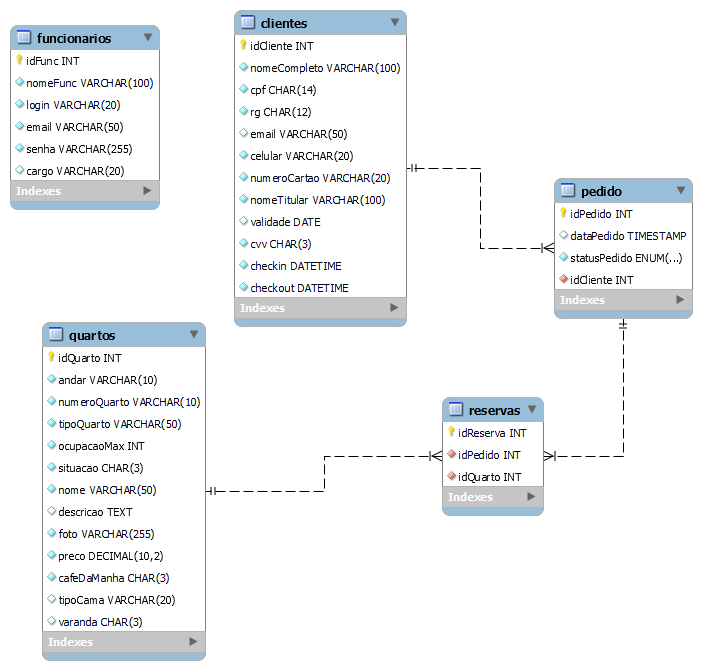 funcionarios
idFunc INT
nomeFunc VARCHAR(100)
login VARCHAR(20)
email VARCHAR(50)
senha VARCHAR(255)
cargo VARCHAR(20)
Indexes
clientes
idCliente INT
nomeCompleto VARCHAR(100)
cpf CHAR(14)
rg CHAR(12)
email VARCHAR(50)
celular VARCHAR(20)
numeroCartao VARCHAR(20)
nomeTitular VARCHAR(100)
validade DATE
cvv CHAR(3)
checkin DATETIME
checkout DATETIME
Indexes
pedido
idPedido INT
dataPedido TIMESTAMP
statusPedido ENUM(...)
idCliente INT
Indexes
quartos
idQuarto INT
andar VARCHAR(10)
numeroQuarto VARCHAR(10)
tipoQuarto VARCHAR(50)
ocupacaoMax INT
situacao CHAR(3)
nome VARCHAR(50)
descricao TEXT
foto VARCHAR(255)
preco DECIMAL(10,2)
cafeDaManha CHAR(3)
tipoCama VARCHAR(20)
varanda CHAR(3)
Indexes
reservas
idReserva INT
idPedido INT
idQuarto INT
Indexes